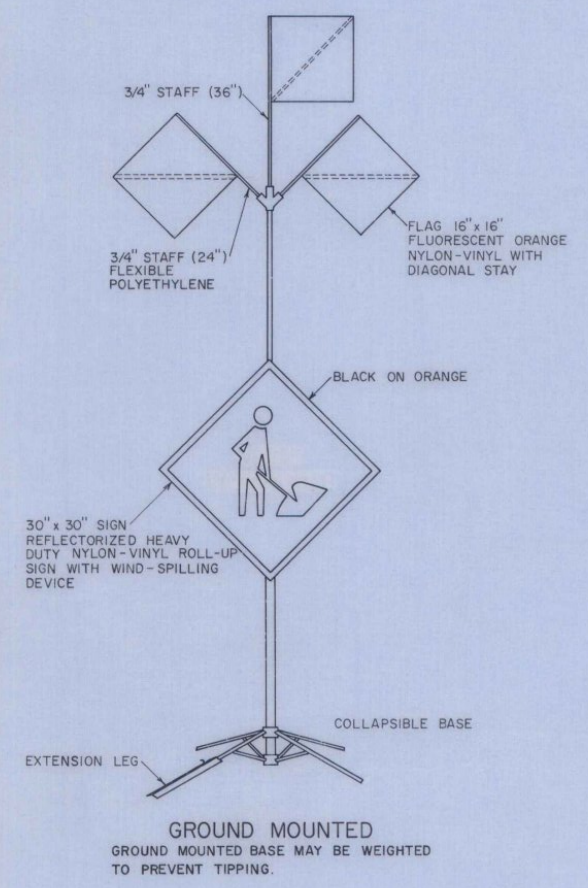 3/4" STAFF (36")
3/4" STAFF (24")
FLEXIBLE
POLYETHYLENE
FLAG 16"x 16"
FLUORESCENT ORANGE
NYLON-VINYL WITH
DIAGONAL STAY
BLACK ON ORANGE
30"x 30" SIGN
REFLECTORIZED HEAVY
DUTY NYLON-VINYL ROLL-UP
SIGN WITH WIND-SPILLING
DEVICE
COLLAPSIBLE BASE
EXTENSION LEG
GROUND MOUNTED
GROUND MOUNTED BASE MAY BE WEIGHTED
TO PREVENT TIPPING.